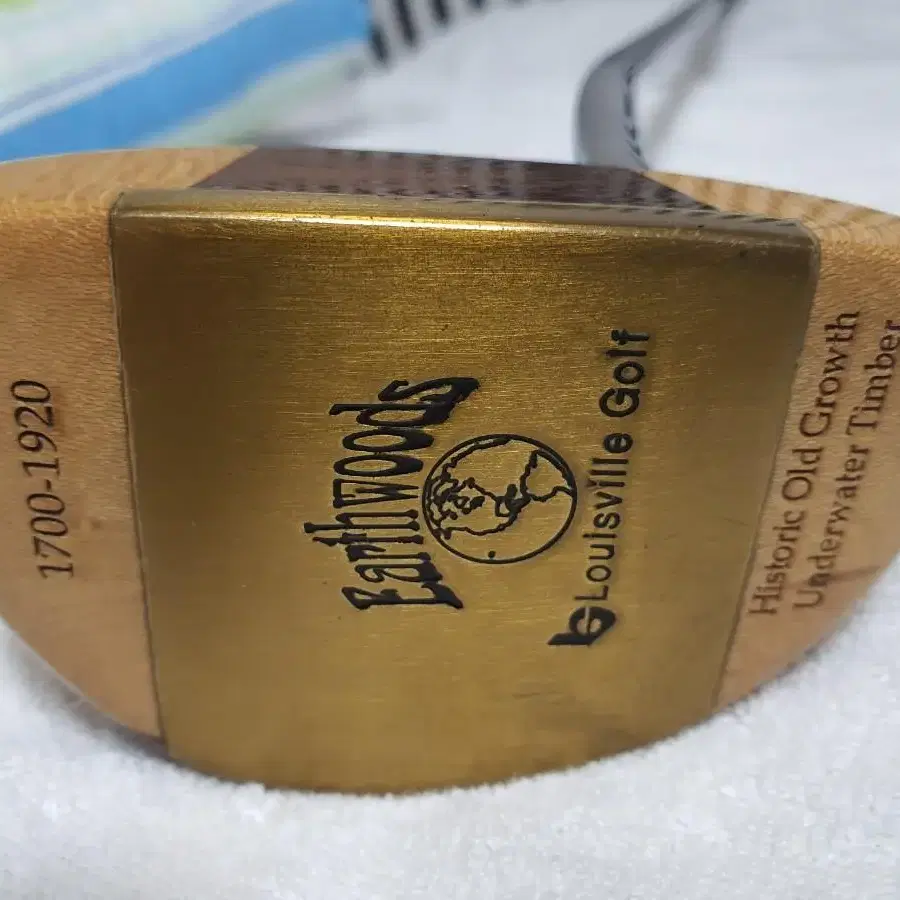 1700-1920
Earthwoods
Louisville Golf
Historic Old Growth
Underwater Timber